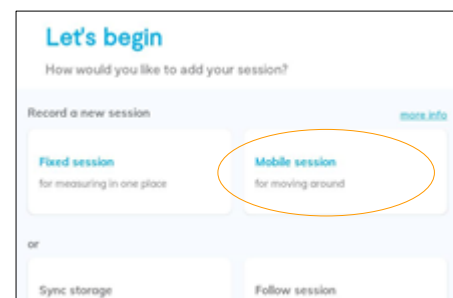 Let's begin
How would you like to add your session?
Record a new session
more info
Fixed session
for measuring in one place
Mobile session
for moving around
or
Sync storage
Follow session